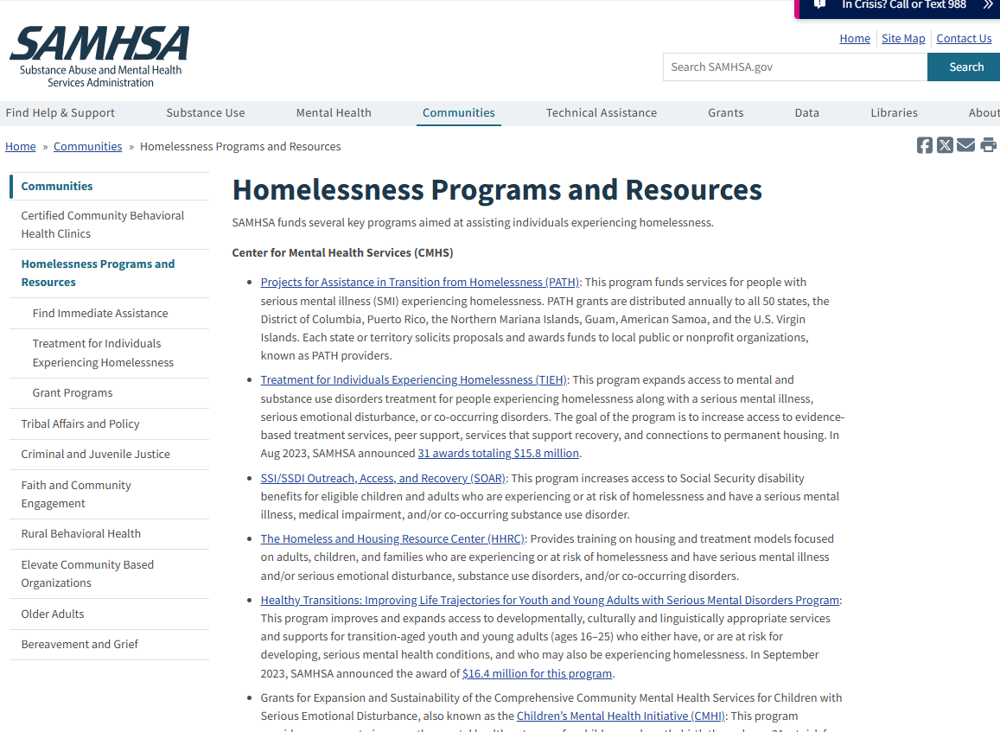 In Crisis? Call or Text 988
SAMHSA
Substance Abuse and Mental Health
Services Administration
Home Site Map Contact Us
Search SAMHSA.gov Search
Find Help & Support Substance Use Mental Health Communities Technical Assistance Grants Data Libraries About
Home » Communities » Homelessness Programs and Resources
Communities
Certified Community Behavioral
Health Clinics
Homelessness Programs and
Resources
Find Immediate Assistance
Treatment for Individuals
Experiencing Homelessness
Grant Programs
Tribal Affairs and Policy
Criminal and Juvenile Justice
Faith and Community
Engagement
Rural Behavioral Health
Elevate Community Based
Organizations
Older Adults
Bereavement and Grief
Homelessness Programs and Resources
SAMHSA funds several key programs aimed at assisting individuals experiencing homelessness.
Center for Mental Health Services (CMHS)
• Projects for Assistance in Transition from Homelessness (PATH): This program funds services for people with
serious mental illness (SMI) experiencing homelessness. PATH grants are distributed annually to all 50 states, the
District of Columbia, Puerto Rico, the Northern Mariana Islands, Guam, American Samoa, and the U.S. Virgin
Islands. Each state or territory solicits proposals and awards funds to local public or nonprofit organizations,
known as PATH providers.
• Treatment for Individuals Experiencing Homelessness (TIEH): This program expands access to mental and
substance use disorders treatment for people experiencing homelessness along with a serious mental illness,
serious emotional disturbance, or co-occurring disorders. The goal of the program is to increase access to evidence-
based treatment services, peer support, services that support recovery, and connections to permanent housing. In
Aug 2023, SAMHSA announced 31 awards totaling $15.8 million.
• SSI/SSDI Outreach, Access, and Recovery (SOAR): This program increases access to Social Security disability
benefits for eligible children and adults who are experiencing or at risk of homelessness and have a serious mental
illness, medical impairment, and/or co-occurring substance use disorder.
• The Homeless and Housing Resource Center (HHRC): Provides training on housing and treatment models focused
on adults, children, and families who are experiencing or at risk of homelessness and have serious mental illness
and/or serious emotional disturbance, substance use disorders, and/or co-occurring disorders.
• Healthy Transitions: Improving Life Trajectories for Youth and Young Adults with Serious Mental Disorders Program:
This program improves and expands access to developmentally, culturally and linguistically appropriate services
and supports for transition-aged youth and young adults (ages 16–25) who either have, or are at risk for
developing, serious mental health conditions, and who may also be experiencing homelessness. In September
2023, SAMHSA announced the award of $16.4 million for this program.
• Grants for Expansion and Sustainability of the Comprehensive Community Mental Health Services for Children with
Serious Emotional Disturbance, also known as the Children's Mental Health Initiative (CMHI): This program